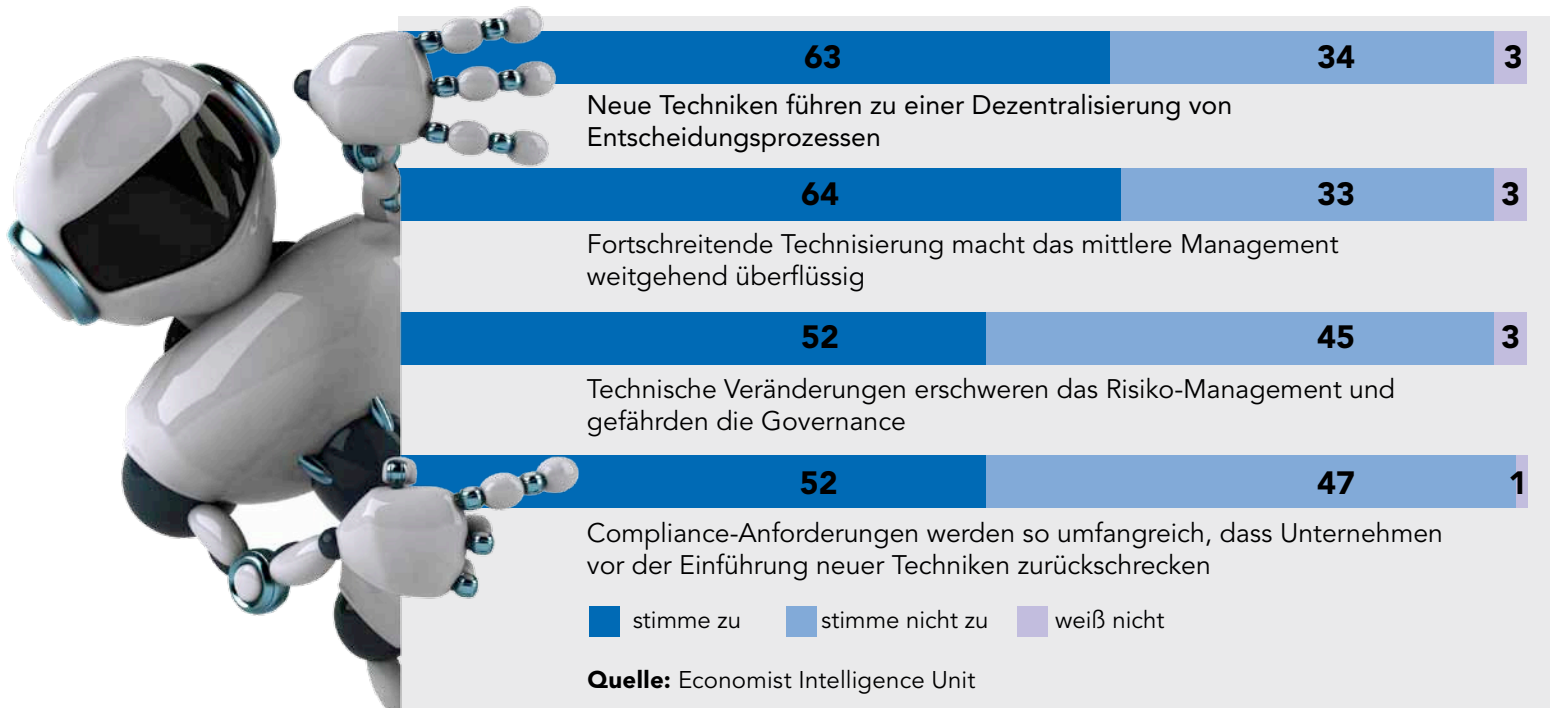 63 34 3
Neue Techniken führen zu einer Dezentralisierung von
Entscheidungsprozessen
64 33 3
Fortschreitende Technisierung macht das mittlere Management
weitgehend überflüssig
52 45 3
Technische Veränderungen erschweren das Risiko-Management und
gefährden die Governance
52 47 1
Compliance-Anforderungen werden so umfangreich, dass Unternehmen
vor der Einführung neuer Techniken zurückschrecken
stimme zu stimme nicht zu weiß nicht
Quelle: Economist Intelligence Unit